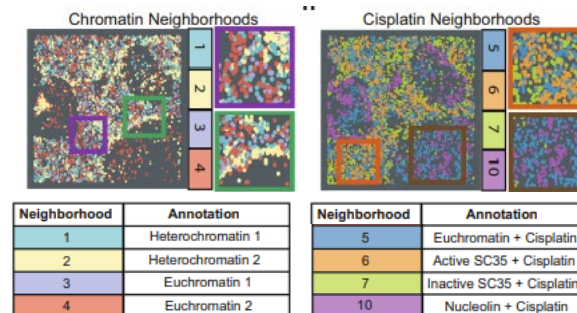 Chromatin Neighborhoods
1
2
3
4
Neighborhood Annotation
1 Heterochromatin 1
2 Heterochromatin 2
3 Euchromatin 1
4 Euchromatin 2
Cisplatin Neighborhoods
5
6
7
10
Neighborhood Annotation
5 Euchromatin + Cisplatin
6 Active SC35 + Cisplatin
7 Inactive SC35 + Cisplatin
10 Nucleolin + Cisplatin